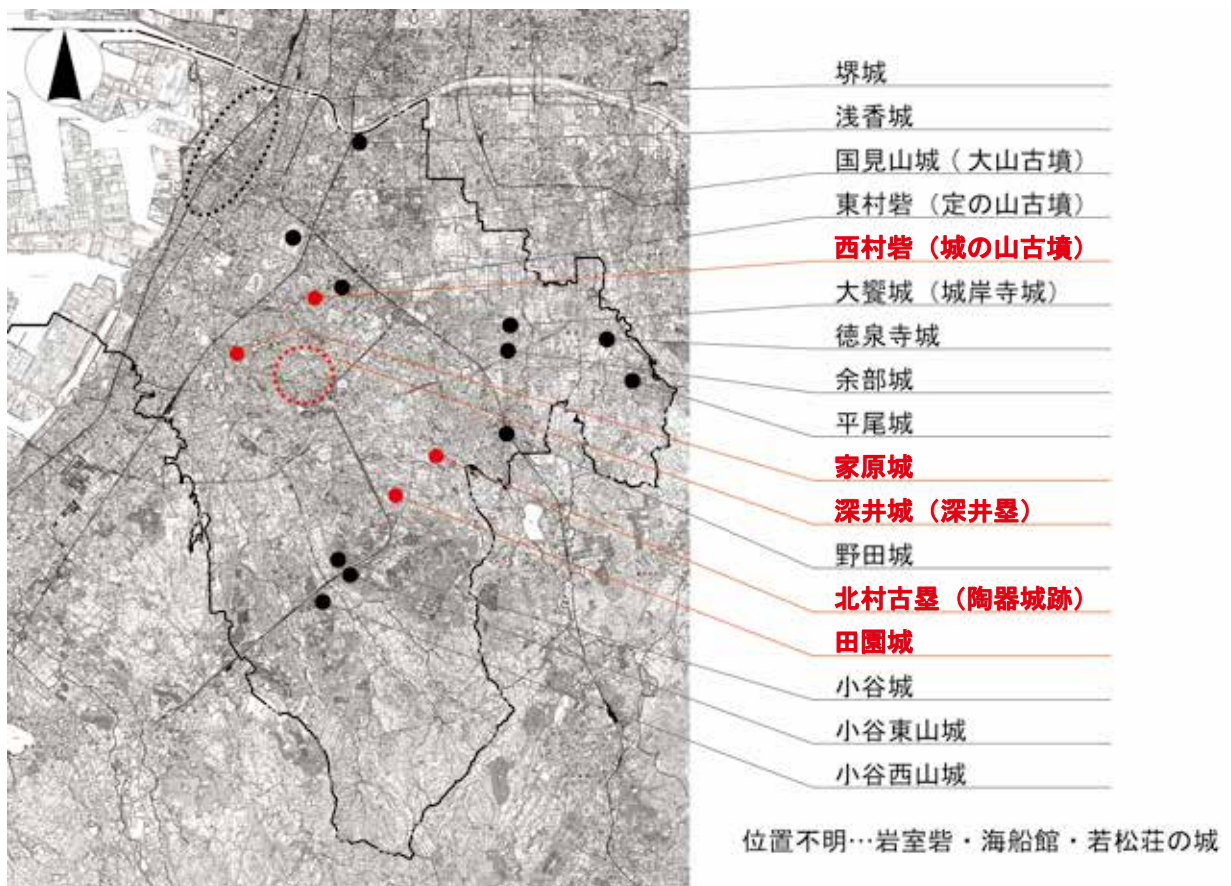 堺城
浅香城
国見山城（大山古墳）
東村砦（定の山古墳）
西村砦（城の山古墳）
大饗城（城岸寺城）
徳泉寺城
余部城
平尾城
家原城
深井城（深井塁）
野田城
北村古塁（陶器城跡）
田園城
小谷城
小谷東山城
小谷西山城
位置不明…岩室砦・海船館・若松荘の城